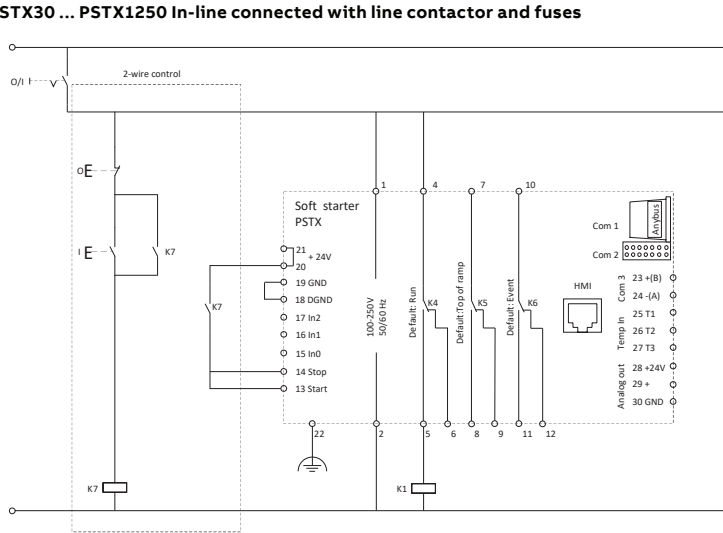 STX30 ... PSTX1250 In-line connected with line contactor and fuses
O/I
2-wire control
O E
I E
K7
K7
K7
Soft starter
PSTX
21
+ 24V
20
19 GND
18 DGND
17 In2
16 In1
15 In0
14 Stop
13 Start
22
1
100-250V
50/60 Hz
2
4
Default: Run
K4
5
6
K1
7
Default:Top of ramp
K5
8
9
10
Default: Event
K6
11
12
HMI
Com 1
Anybus
Com 2
Com 3
23 +(B)
24 -(A)
Temp In
25 T1
26 T2
27 T3
Analog out
28 +24V
29 +
30 GND